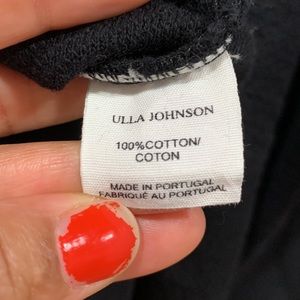 ULLA JOHNSON
100%COTTON/
COTON
MADE IN PORTUGAL
FABRIQUÉ AU PORTUGAL